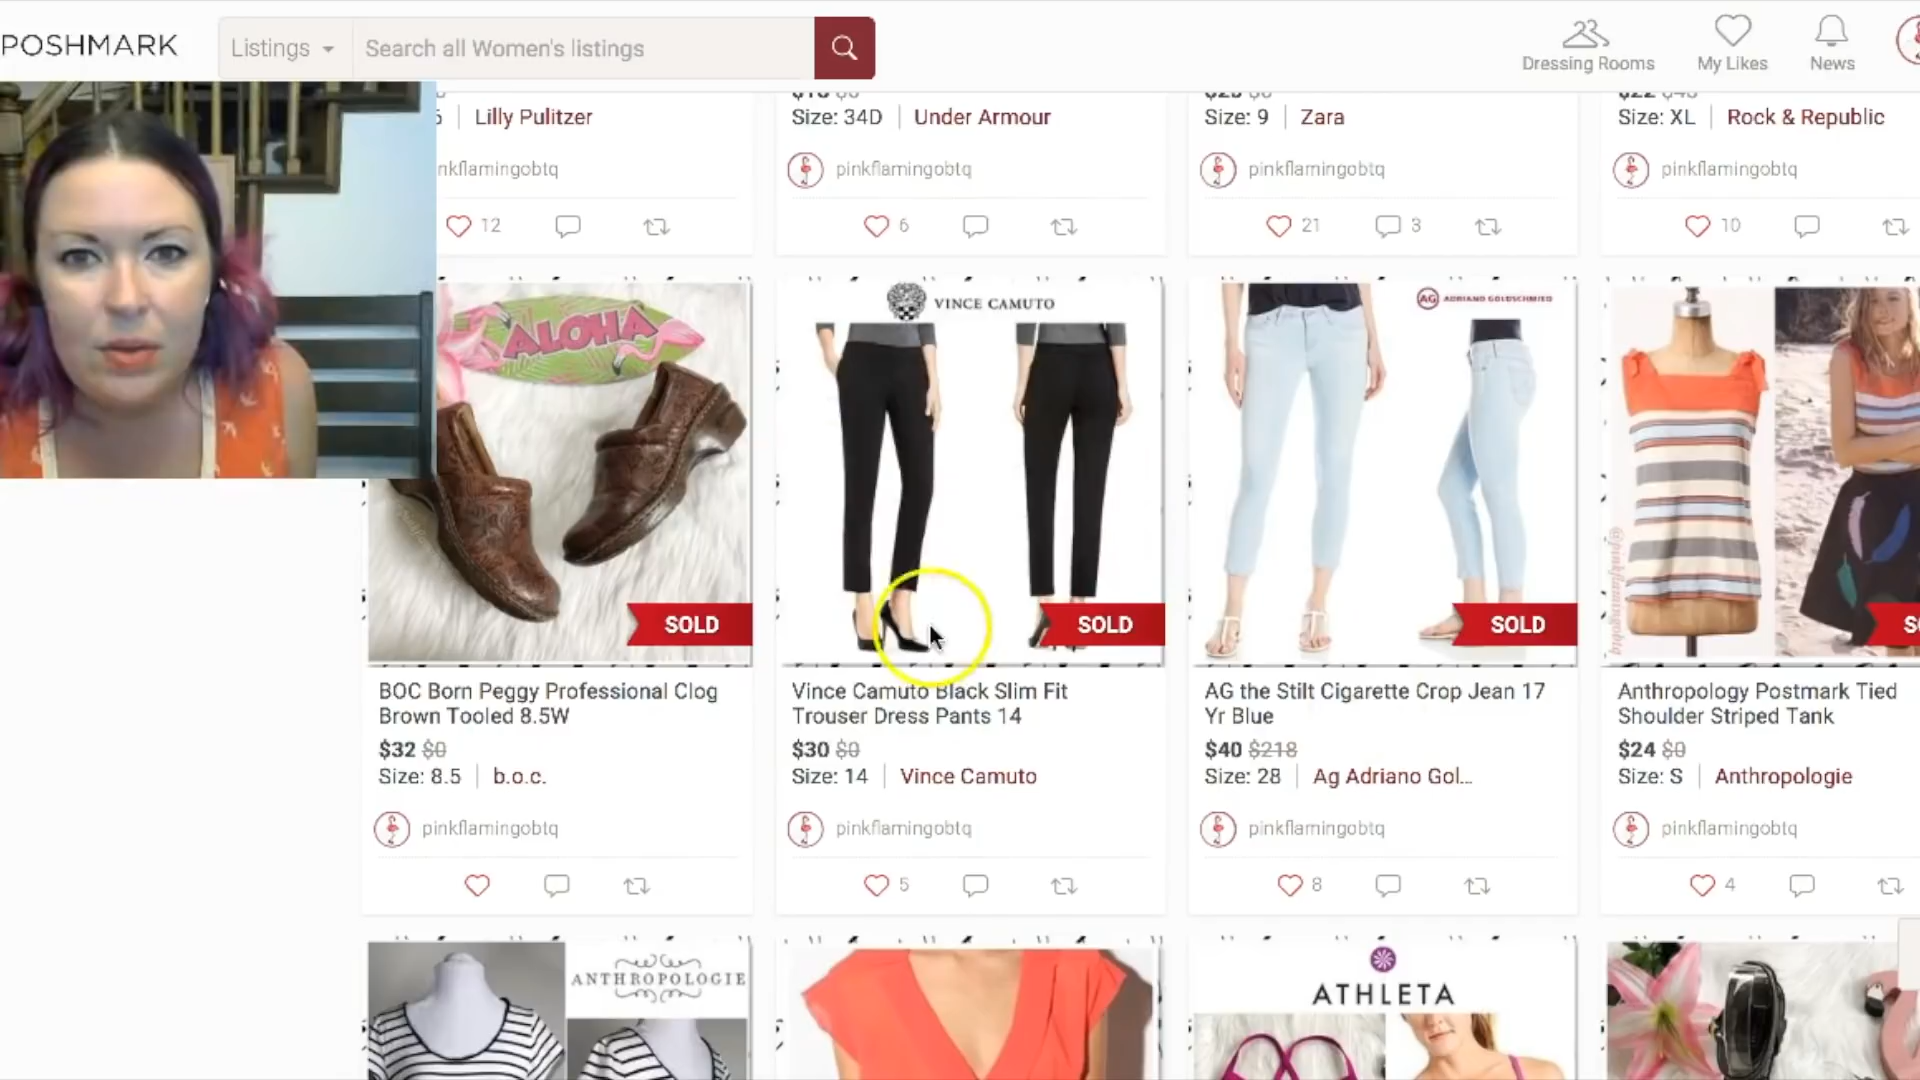 POSHMARK
Listings
Search all Women's listings
Dressing Rooms
My Likes
News
Lilly Pulitzer
Size: 34D | Under Armour
Size: 9 | Zara
Size: XL | Rock & Republic
nkflamingobtq
pinkflamingobtq
pinkflamingobtq
pinkflamingobtq
12
6
21
3
10
ALOHA
VINCE CAMUTO
AG ADRIANO GOLDSCHMIED
@pinkflamingobtq
SOLD
SOLD
SOLD
BOC Born Peggy Professional Clog
Brown Tooled 8.5W
$32 $0
Size: 8.5 | b.o.c.
pinkflamingobtq
Vince Camuto Black Slim Fit
Trouser Dress Pants 14
$30 $0
Size: 14 | Vince Camuto
pinkflamingobtq
5
AG the Stilt Cigarette Crop Jean 17
Yr Blue
$40 $218
Size: 28 | Ag Adriano Gol...
pinkflamingobtq
8
Anthropology Postmark Tied
Shoulder Striped Tank
$24 $0
Size: S | Anthropologie
pinkflamingobtq
4
ANTHROPOLOGIE
ATHLETA